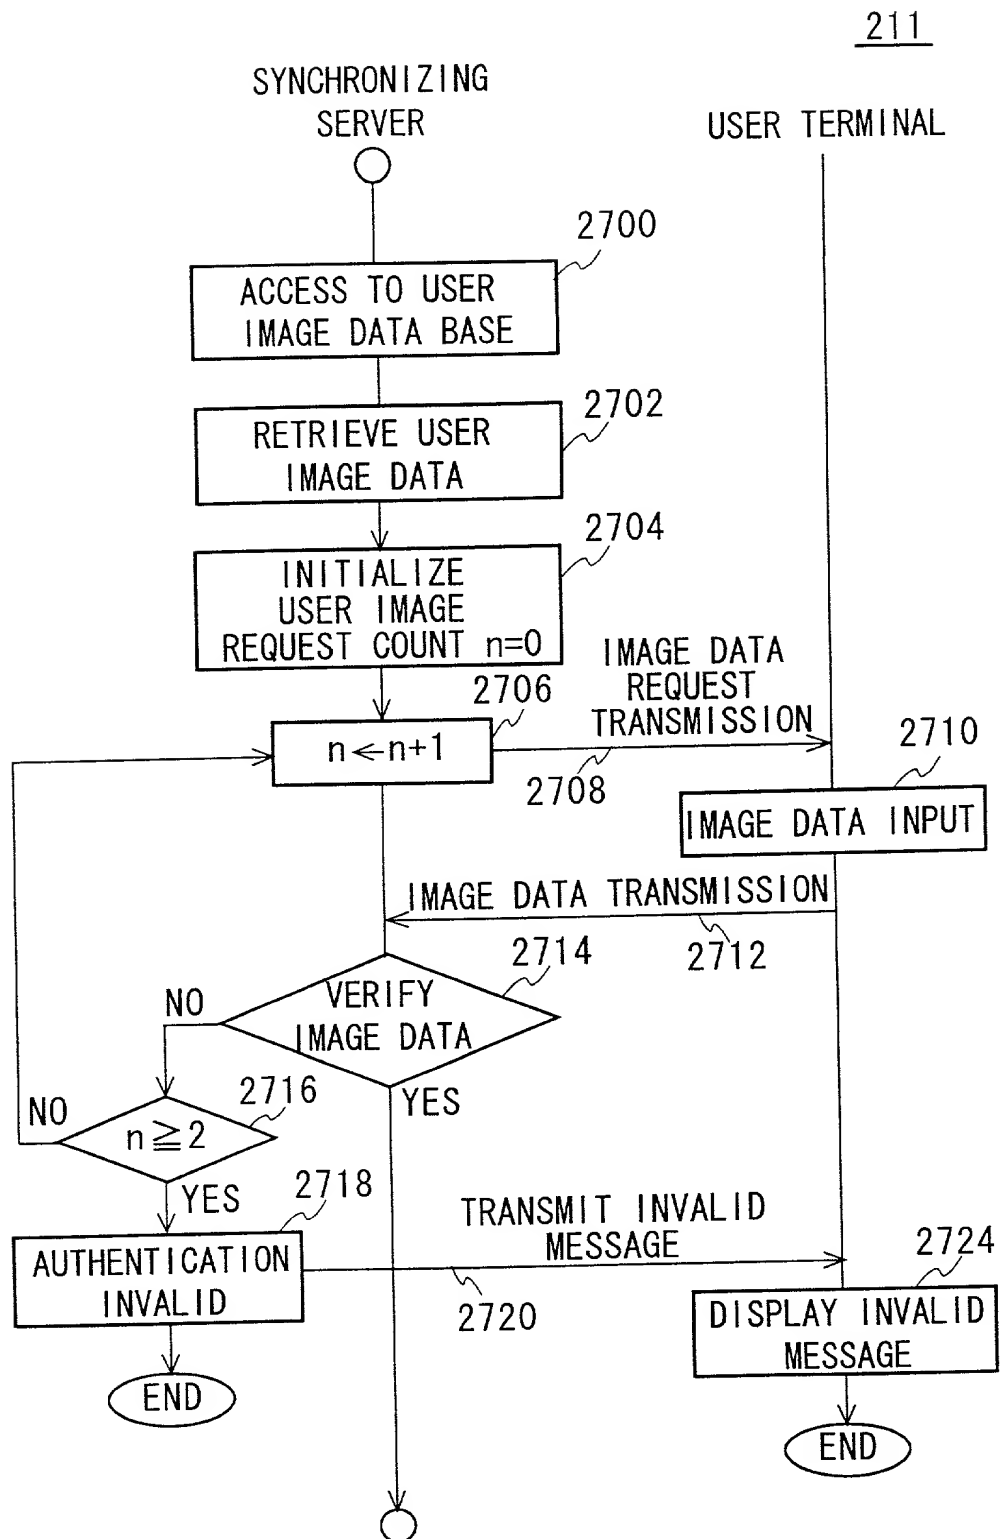 211
SYNCHRONIZING
SERVER
USER TERMINAL
2700
ACCESS TO USER
IMAGE DATA BASE
2702
RETRIEVE USER
IMAGE DATA
2704
INITIALIZE
USER IMAGE
REQUEST COUNT n=0
IMAGE DATA
REQUEST
TRANSMISSION
2706
n←n+1
2708
2710
IMAGE DATA INPUT
IMAGE DATA TRANSMISSION
2712
2714
VERIFY
IMAGE DATA
NO
YES
2716
NO
n≧2
YES
2718
AUTHENTICATION
INVALID
TRANSMIT INVALID
MESSAGE
2720
2724
DISPLAY INVALID
MESSAGE
END
END